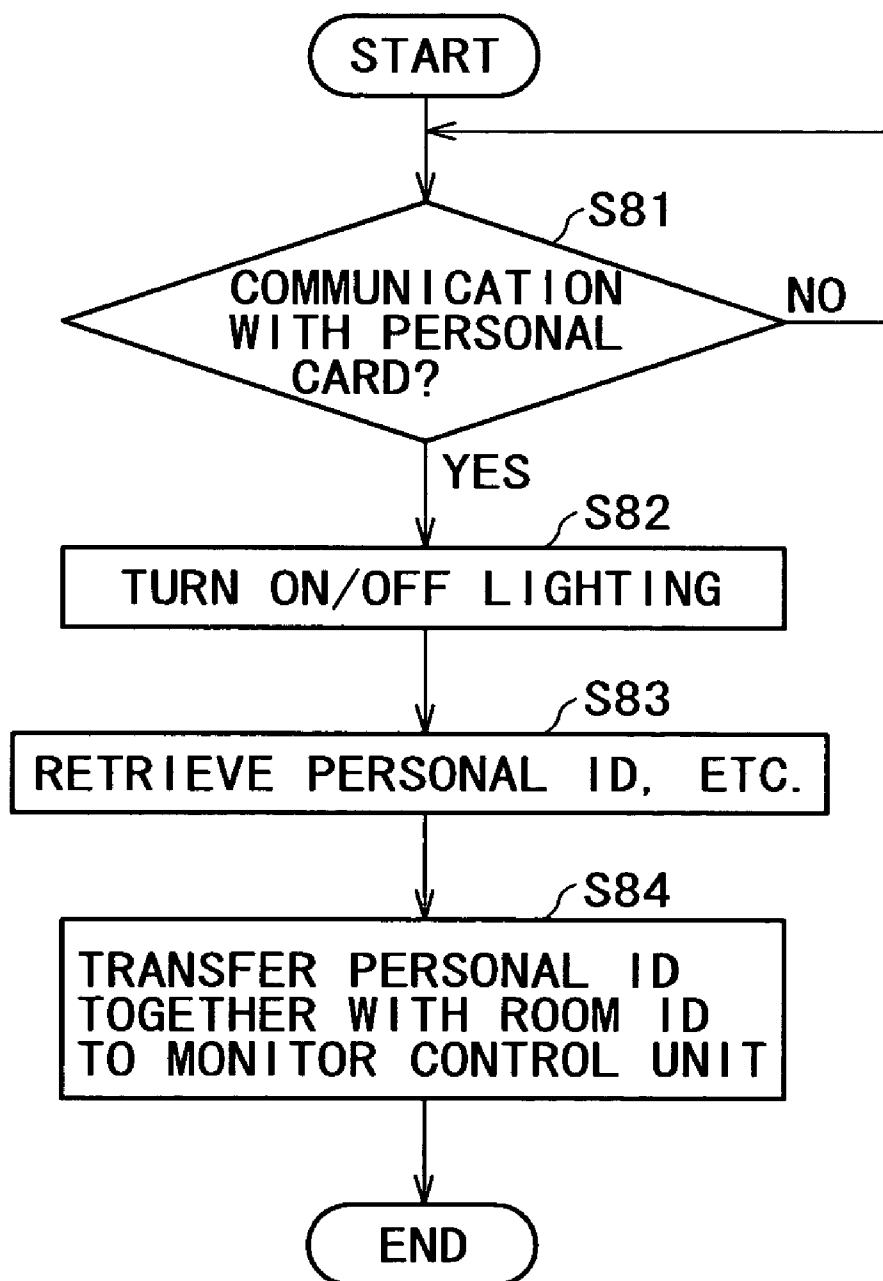 START
S81
COMMUNICATION
WITH PERSONAL
CARD?
NO
YES
S82
TURN ON/OFF LIGHTING
S83
RETRIEVE PERSONAL ID, ETC.
S84
TRANSFER PERSONAL ID
TOGETHER WITH ROOM ID
TO MONITOR CONTROL UNIT
END